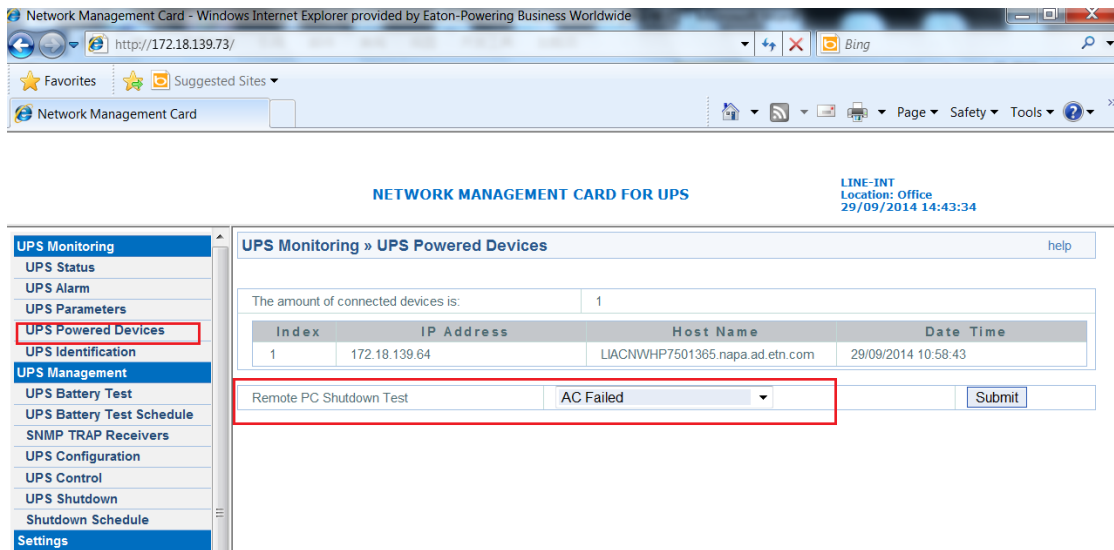 Network Management Card - Windows Internet Explorer provided by Eaton-Powering Business Worldwide
http://172.18.139.73/
Bing
Favorites
Suggested Sites
Network Management Card
Page
Safety
Tools
NETWORK MANAGEMENT CARD FOR UPS
LINE-INT
Location: Office
29/09/2014 14:43:34
UPS Monitoring
UPS Status
UPS Alarm
UPS Parameters
UPS Powered Devices
UPS Identification
UPS Management
UPS Battery Test
UPS Battery Test Schedule
SNMP TRAP Receivers
UPS Configuration
UPS Control
UPS Shutdown
Shutdown Schedule
Settings
UPS Monitoring » UPS Powered Devices help
The amount of connected devices is: 1
Index IP Address Host Name Date Time
1 172.18.139.64 LIACNWHP7501365.napa.ad.etn.com 29/09/2014 10:58:43
Remote PC Shutdown Test AC Failed Submit